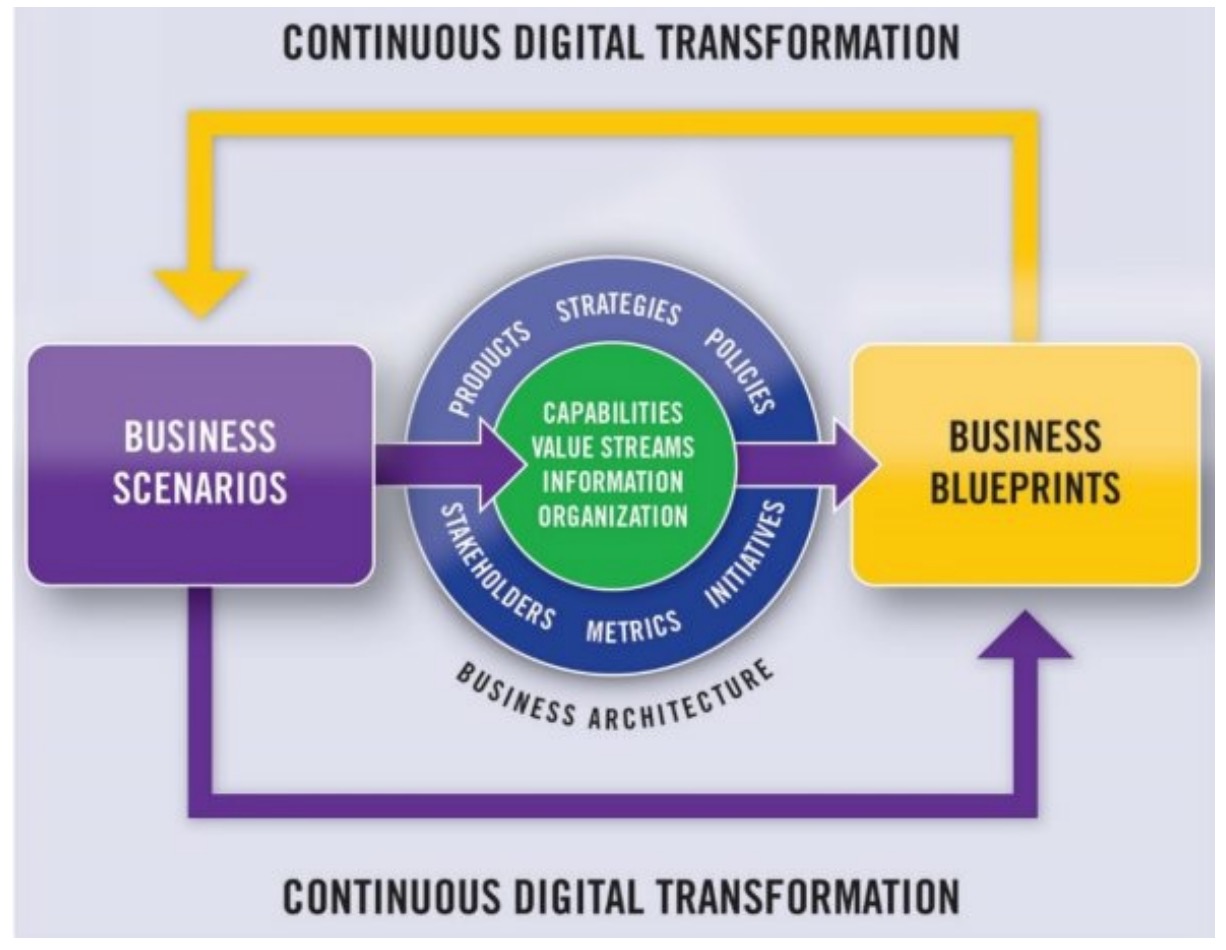 CONTINUOUS DIGITAL TRANSFORMATION
BUSINESS
SCENARIOS
PRODUCTS STRATEGIES POLICIES
CAPABILITIES
VALUE STREAMS
INFORMATION
ORGANIZATION
STAKEHOLDERS METRICS INITIATIVES
BUSINESS ARCHITECTURE
BUSINESS
BLUEPRINTS
CONTINUOUS DIGITAL TRANSFORMATION